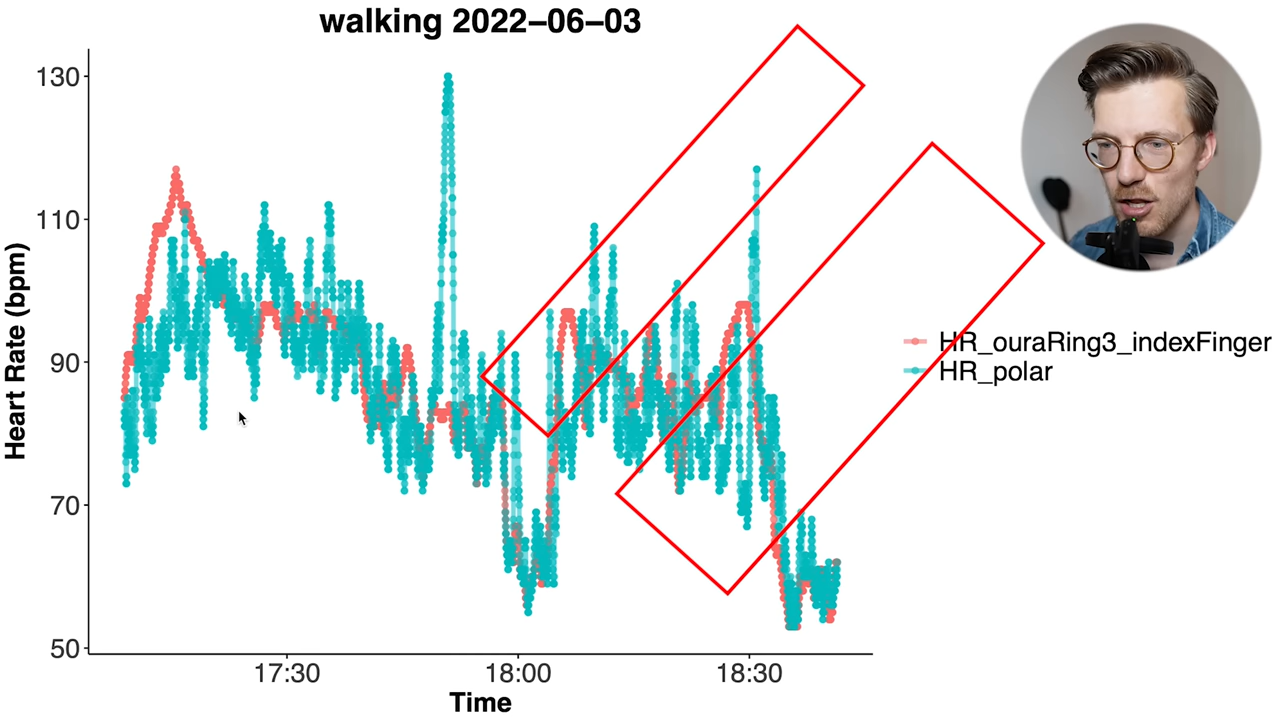 walking 2022–06–03
130
110
90
70
50
Heart Rate (bpm)
17:30
18:00
18:30
Time
HR_ouraRing3_indexFinger
HR_polar